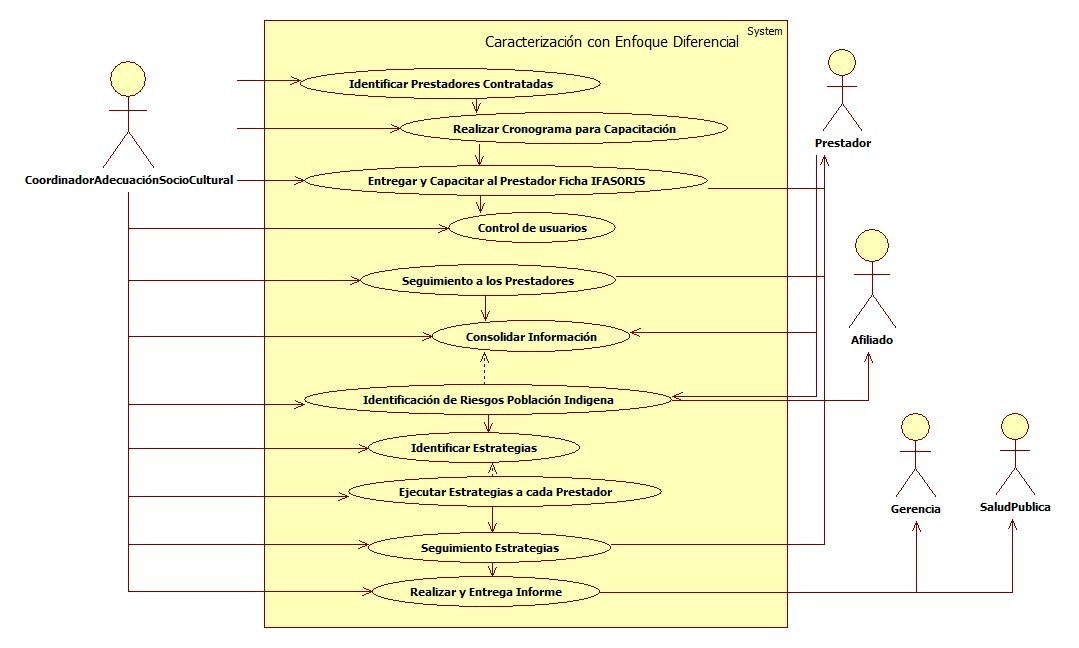 System
Caracterización con Enfoque Diferencial
Identificar Prestadores Contratadas
Realizar Cronograma para Capacitación
Prestador
CoordinadorAdecuaciónSocioCultural
Entregar y Capacitar al Prestador Ficha IFASORIS
Control de usuarios
Seguimiento a los Prestadores
Consolidar Información
Afiliado
Identificación de Riesgos Población Indigena
Identificar Estrategias
Ejecutar Estrategias a cada Prestador
Gerencia
SaludPublica
Seguimiento Estrategias
Realizar y Entrega Informe